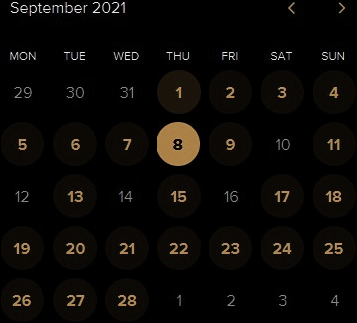 September 2021
MON TUE WED THU FRI SAT SUN
29 30 31 1 2 3 4
5 6 7 8 9 10 11
12 13 14 15 16 17 18
19 20 21 22 23 24 25
26 27 28 1 2 3 4